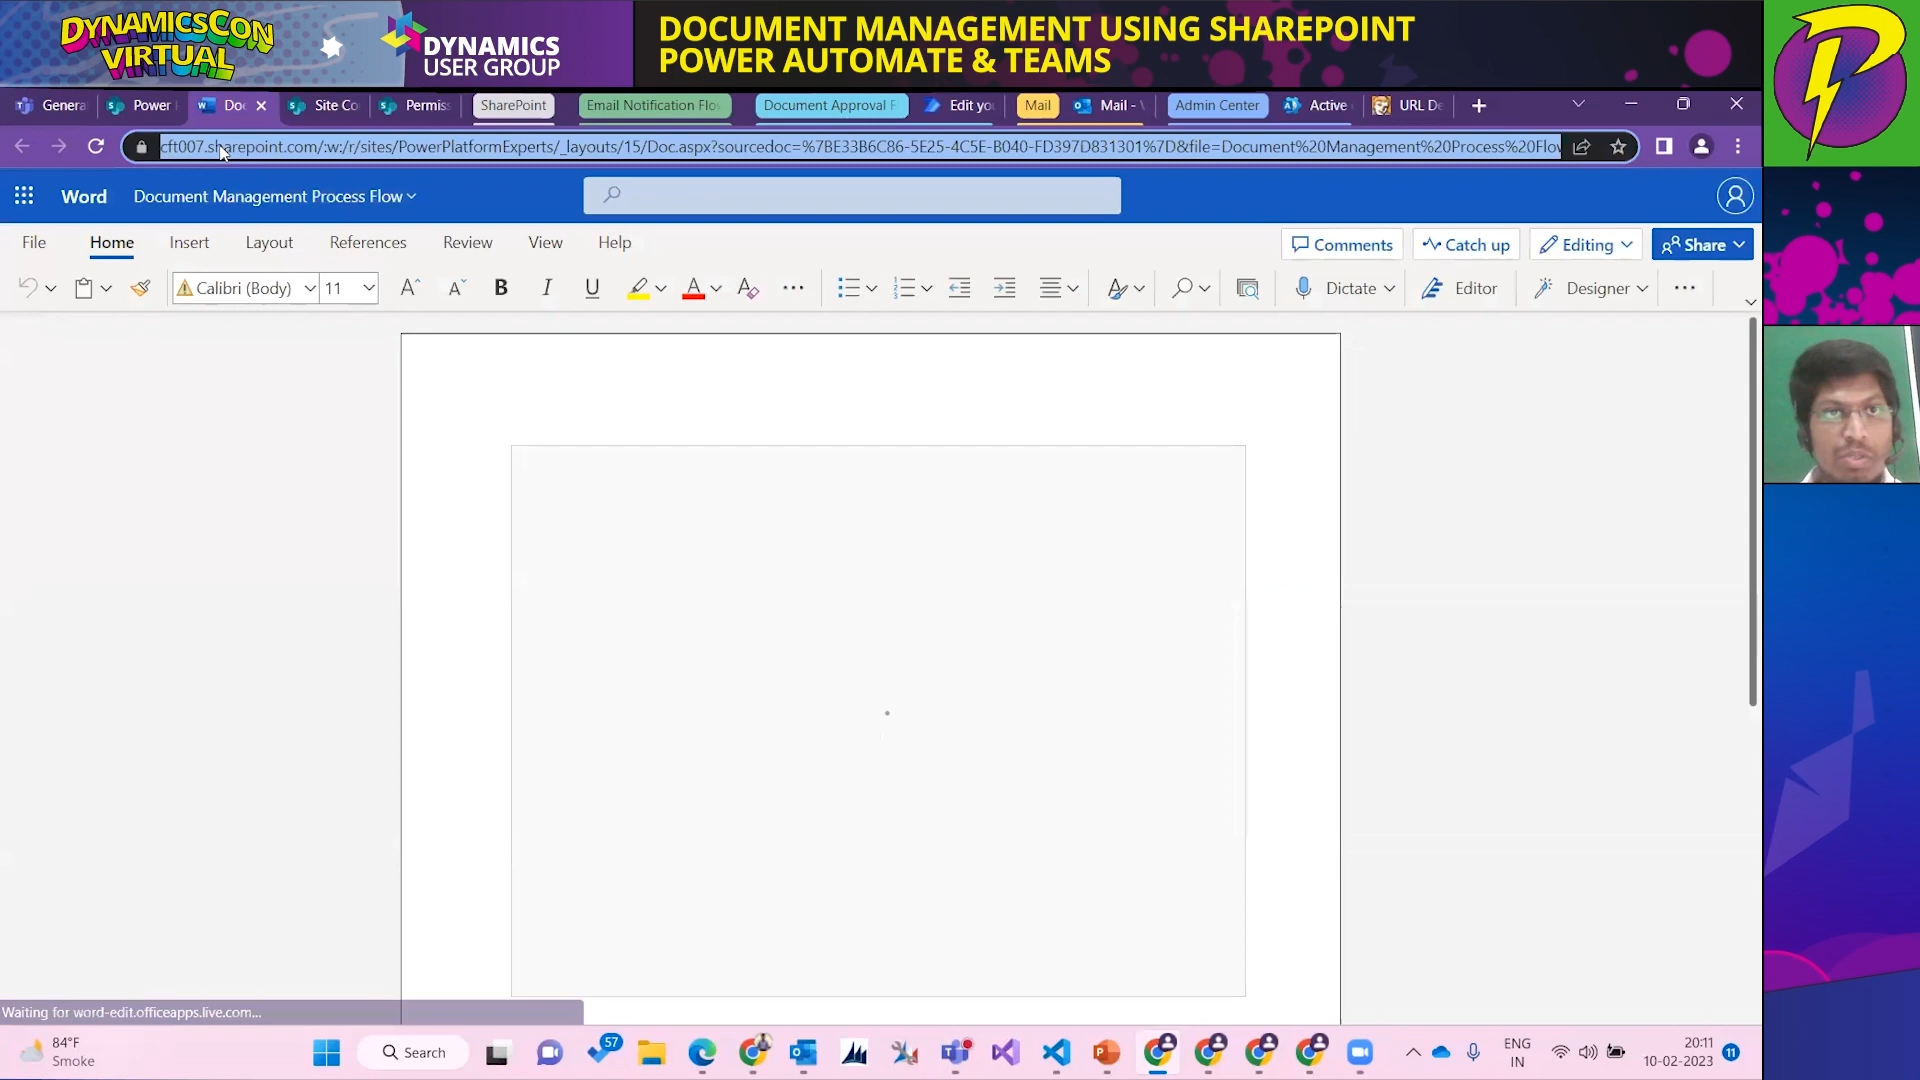 DYNAMICSCON
VIRTUAL
DYNAMICS
USER GROUP
DOCUMENT MANAGEMENT USING SHAREPOINT
POWER AUTOMATE & TEAMS
Genera
Power
Doc
Site Co
Permis
SharePoint
Email Notification Flo
Document Approval F
Edit yo
Mail
Mail -
Admin Center
Active
URL De
cft007.sharepoint.com/:w:/r/sites/PowerPlatformExperts/_layouts/15/Doc.aspx?sourcedoc=%7BE33B6C86-5E25-4C5E-B040-FD397D831301%7D&file=Document%20Management%20Process%20Flow
Word
Document Management Process Flow
File Home Insert Layout References Review View Help
Comments Catch up Editing Share
Calibri (Body) 11 B I U A Dictate Editor Designer
Waiting for word-edit.officeapps.live.com...
84°F
Smoke
Search
57
ENG
IN
20:11
10-02-2023
11